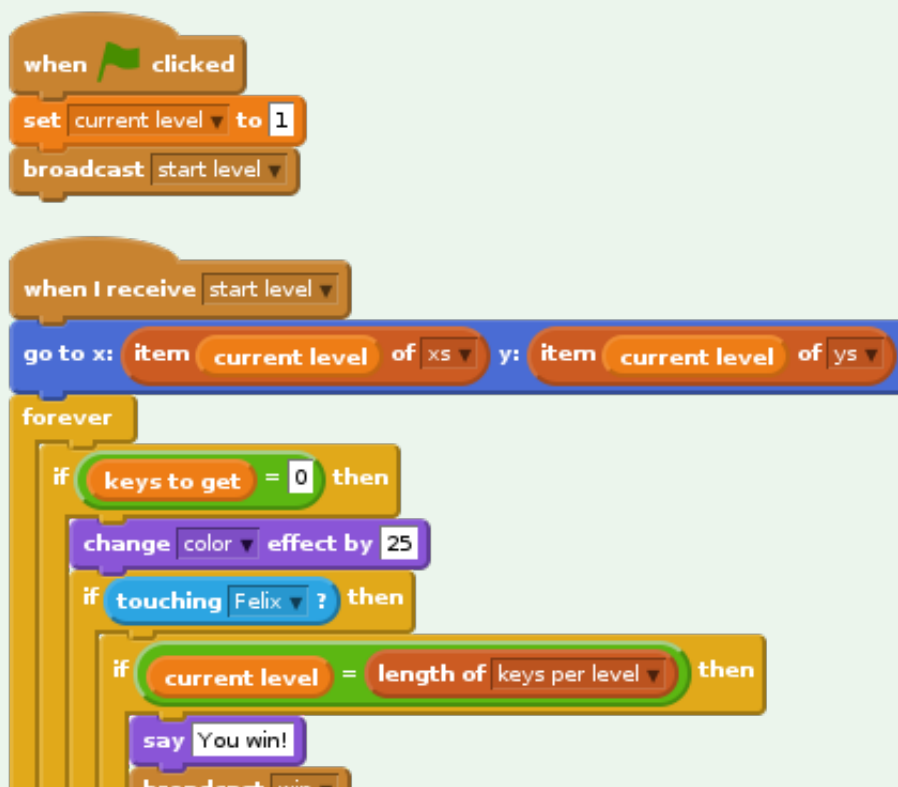 when clicked
set current level ▾ to 1
broadcast start level ▾
when I receive start level ▾
go to x: item current level of xs ▾ y: item current level of ys ▾
forever
if keys to get = 0 then
change color ▾ effect by 25
if touching Felix ▾ ? then
if current level = length of keys per level ▾ then
say You win!
broadcast win ▾